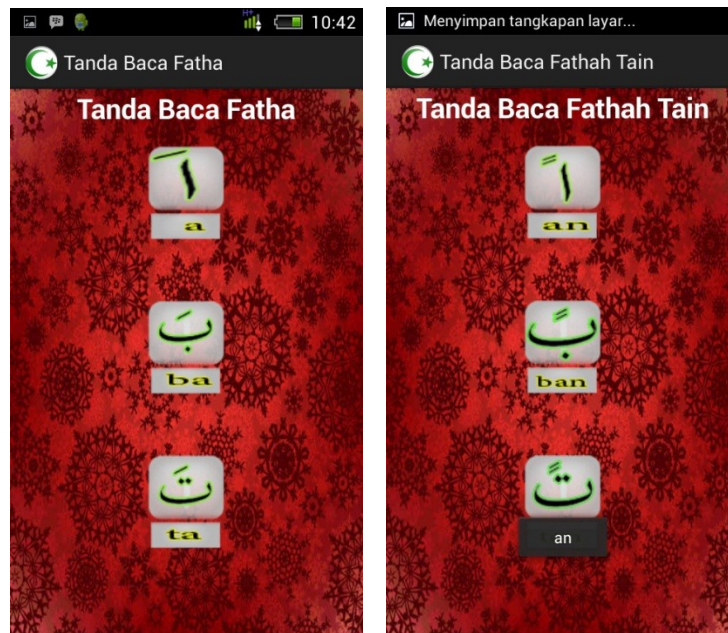 10:42
Tanda Baca Fatha
Tanda Baca Fatha
اَ
a
بَ
ba
تَ
ta
Menyimpan tangkapan layar...
Tanda Baca Fathah Tain
Tanda Baca Fathah Tain
اً
an
بً
ban
تً
an